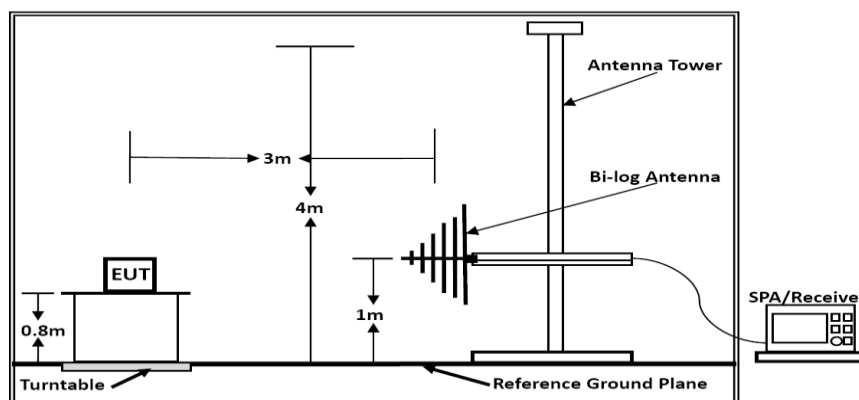 Antenna Tower
3m
Bi-log Antenna
4m
EUT
SPA/Receive
0.8m
1m
Turntable
Reference Ground Plane